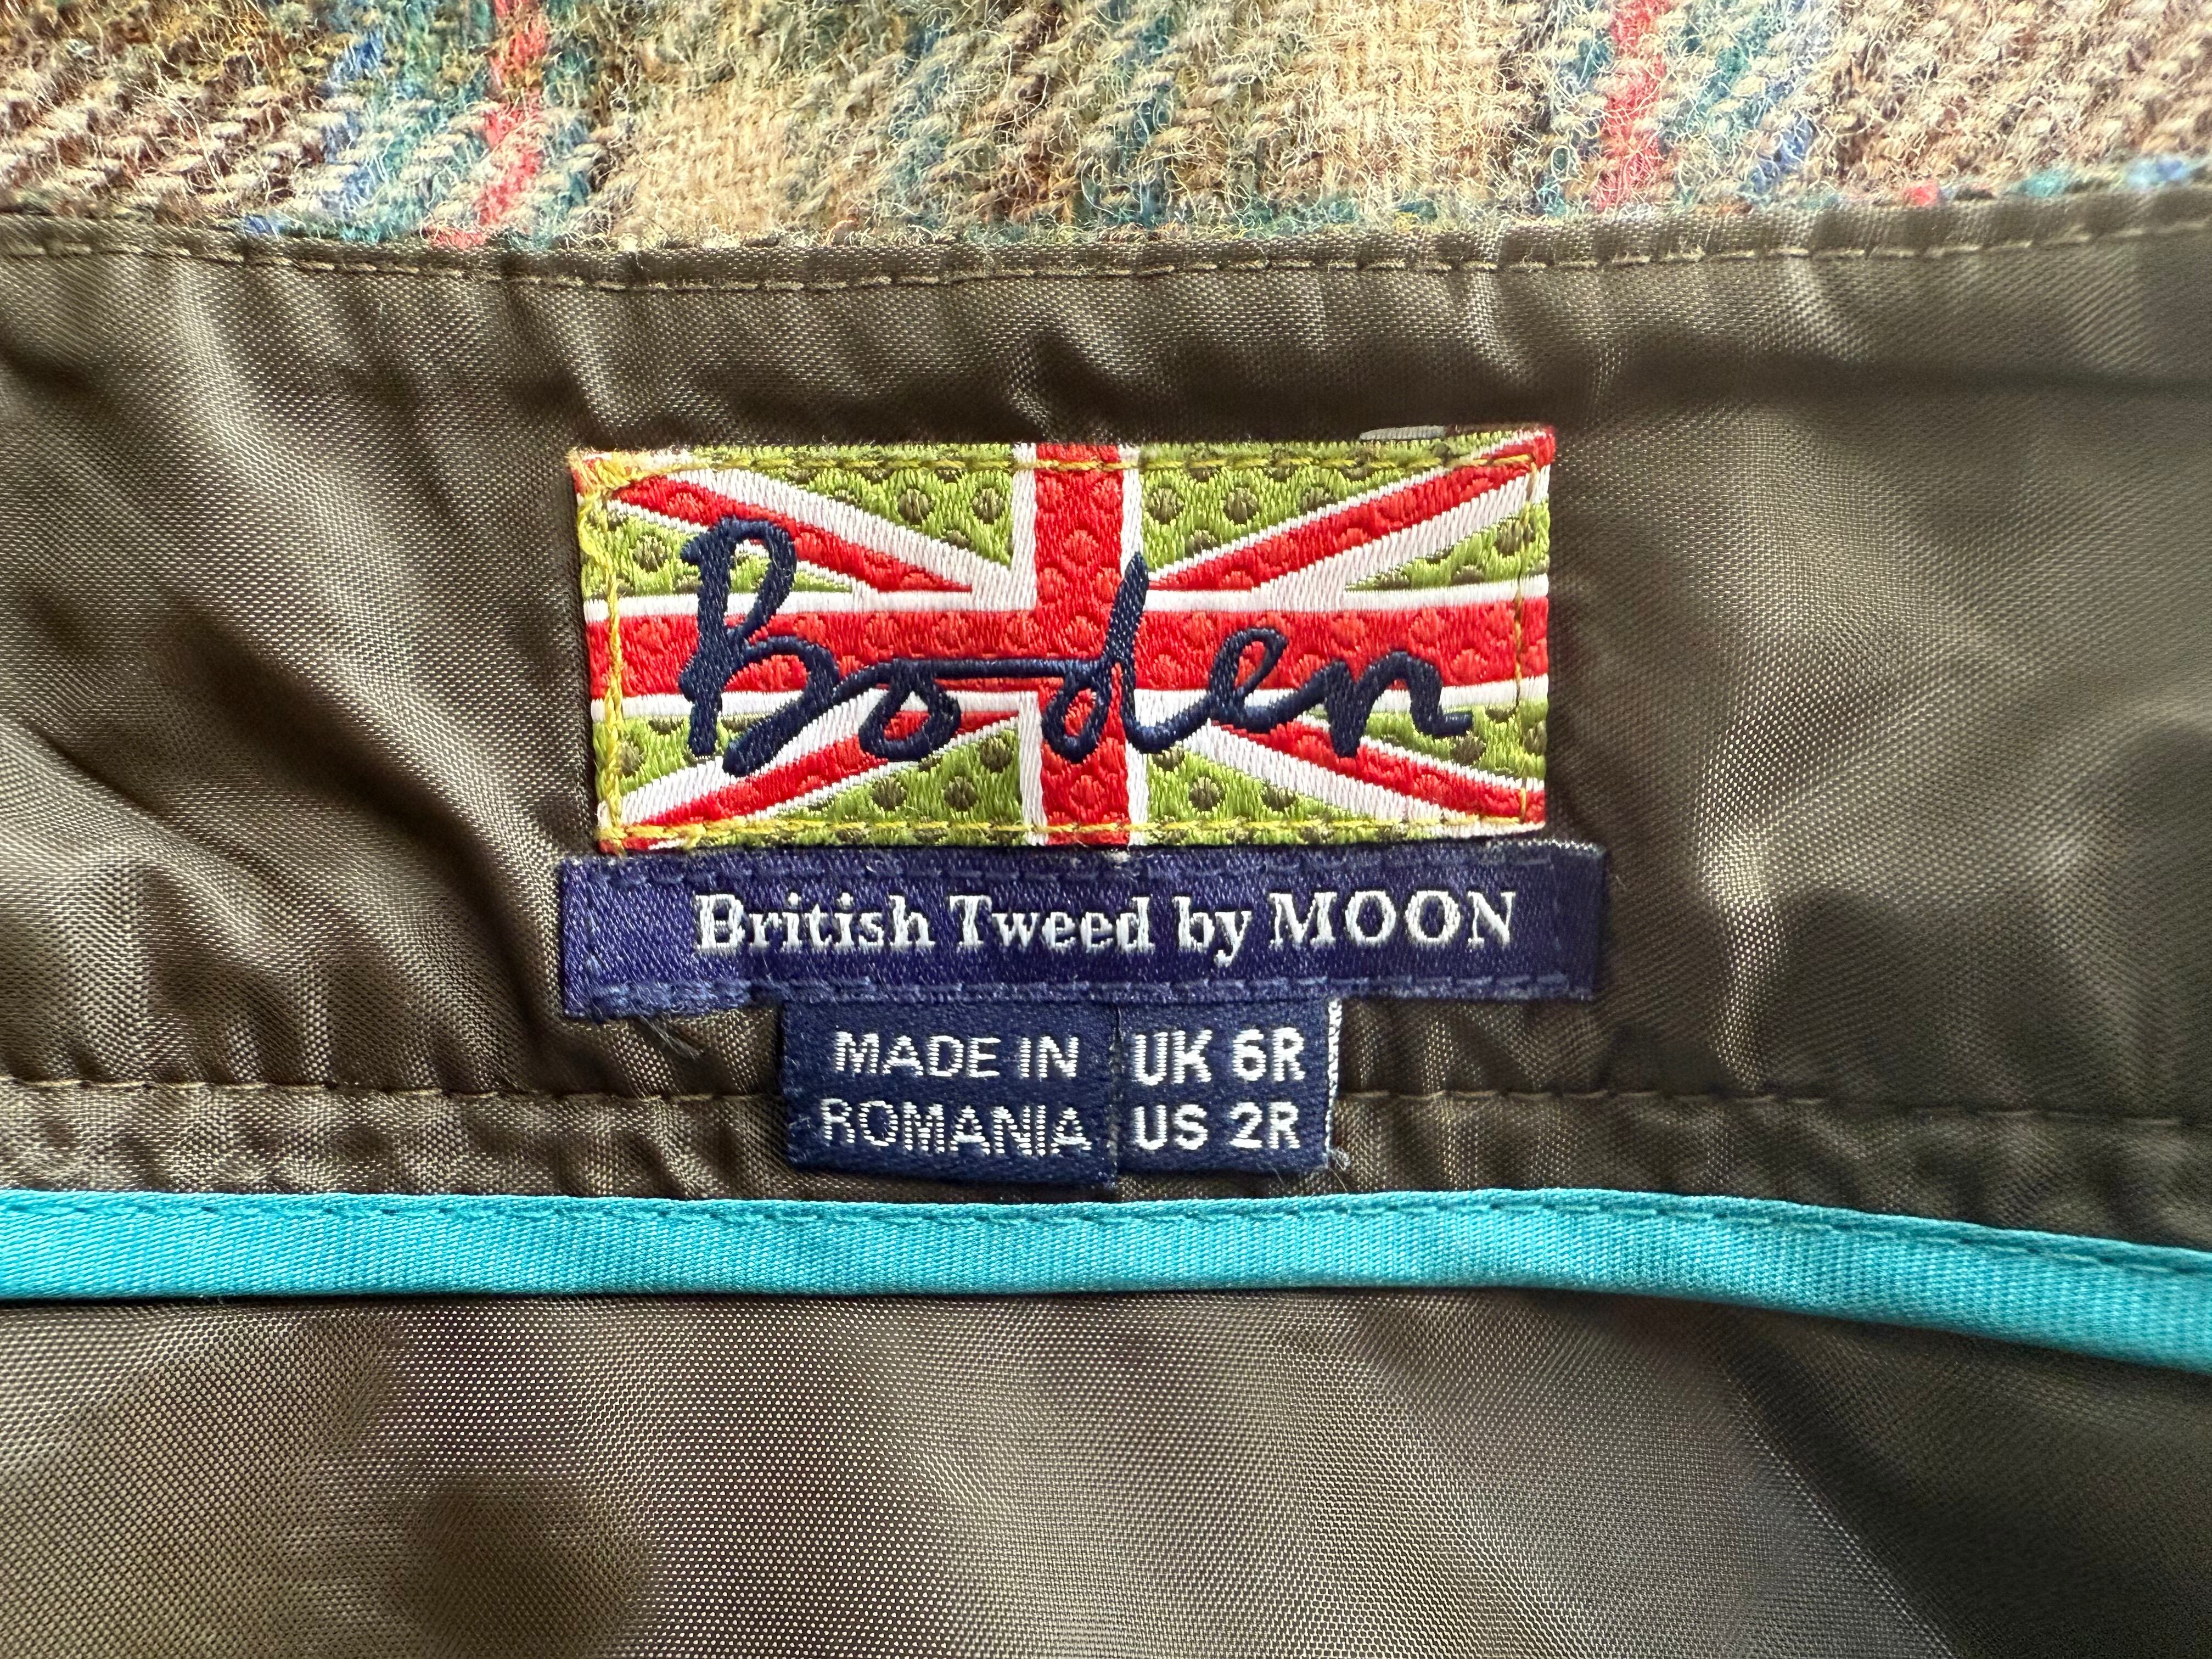 Boden
British Tweed by MOON
MADE IN
ROMANIA
UK 6R
US 2R